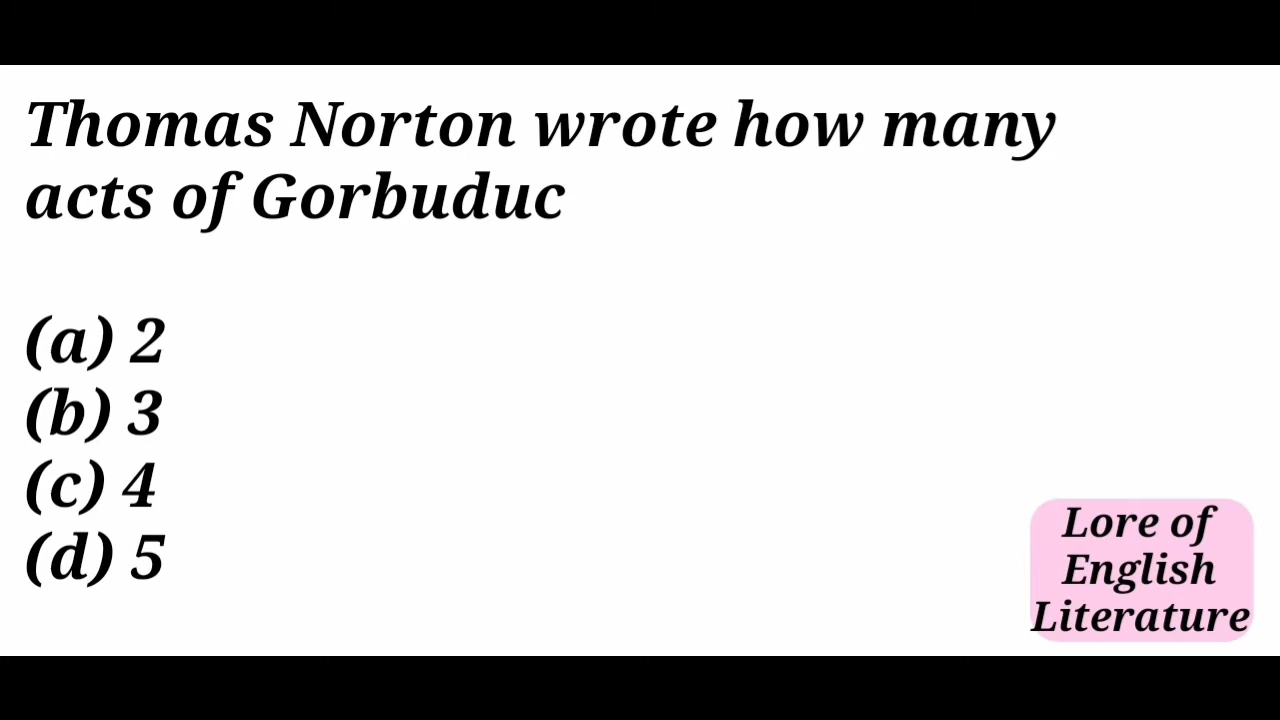 Thomas Norton wrote how many
acts of Gorbuduc
(a) 2
(b) 3
(c) 4
(d) 5
Lore of
English
Literature